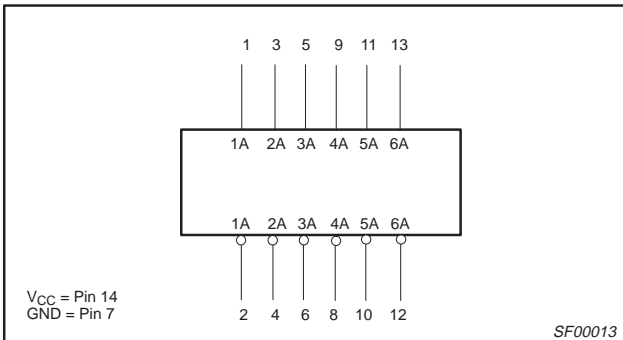 1 3 5 9 11 13
1A 2A 3A 4A 5A 6A
1A 2A 3A 4A 5A 6A
VCC = Pin 14
GND = Pin 7
2 4 6 8 10 12
SF00013